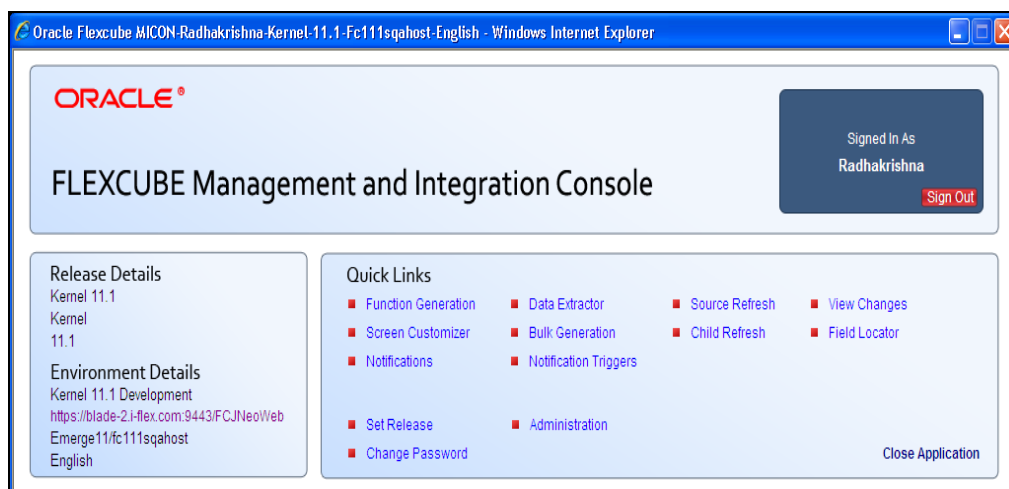 Oracle Flexcube MICON-Radhakrishna-Kernel-11.1-Fc111sqahost-English - Windows Internet Explorer
ORACLE®
FLEXCUBE Management and Integration Console
Signed In As
Radhakrishna
Sign Out
Release Details
Kernel 11.1
Kernel
11.1
Environment Details
Kernel 11.1 Development
https://blade-2.i-flex.com:9443/FCJNeoWeb
Emerge11/fc111sqahost
English
Quick Links
Function Generation Data Extractor Source Refresh View Changes
Screen Customizer Bulk Generation Child Refresh Field Locator
Notifications Notification Triggers
Set Release Administration
Change Password
Close Application